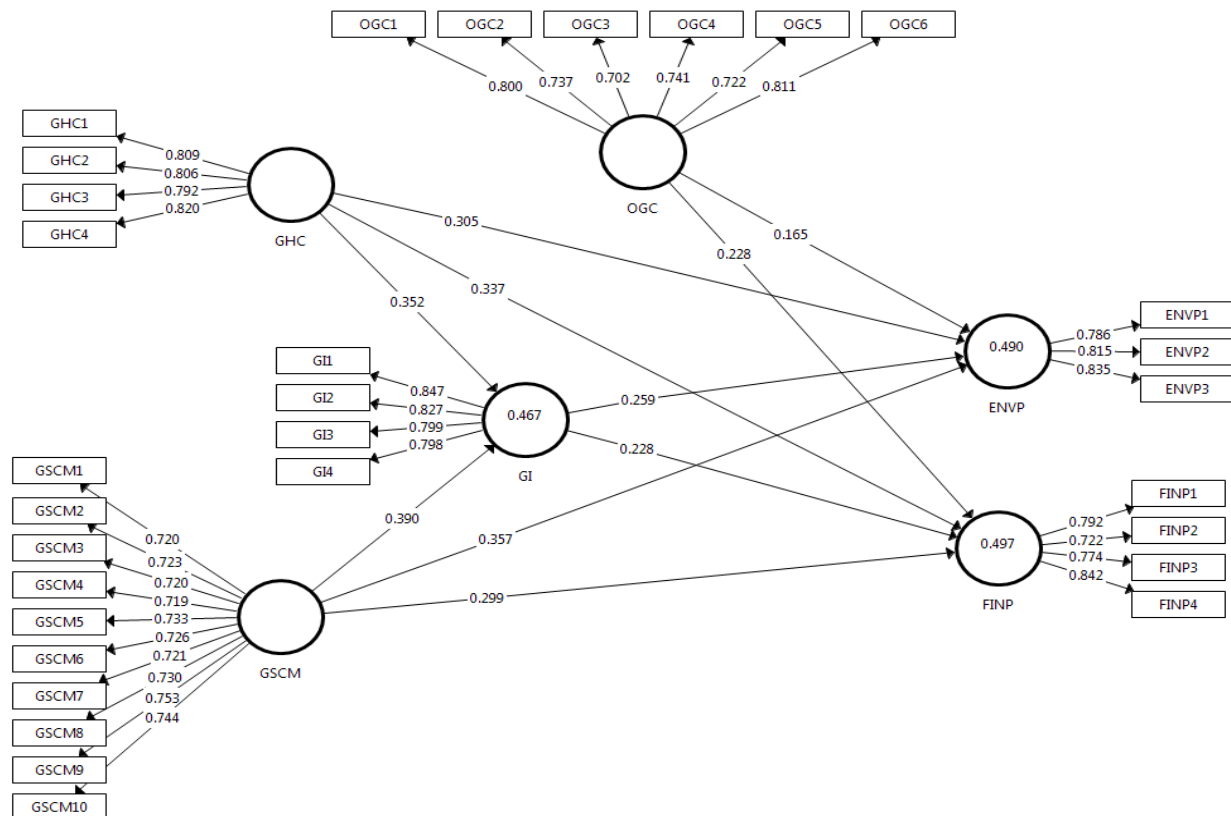 OGC1 OGC2 OGC3 OGC4 OGC5 OGC6
0.800 0.737 0.702 0.741 0.722 0.811
OGC
GHC1
GHC2
GHC3
GHC4
0.809
0.806
0.792
0.820
GHC
0.305
0.165
0.228
0.337
0.352
GI1
GI2
GI3
GI4
0.847
0.827
0.799
0.798
0.467
GI
0.259
0.228
0.390
0.357
0.299
0.490
ENVP
0.786
0.815
0.835
ENVP1
ENVP2
ENVP3
0.497
FINP
0.792
0.722
0.774
0.842
FINP1
FINP2
FINP3
FINP4
GSCM1
GSCM2
GSCM3
GSCM4
GSCM5
GSCM6
GSCM7
GSCM8
GSCM9
GSCM10
0.720
0.723
0.720
0.719
0.733
0.726
0.721
0.730
0.753
0.744
GSCM